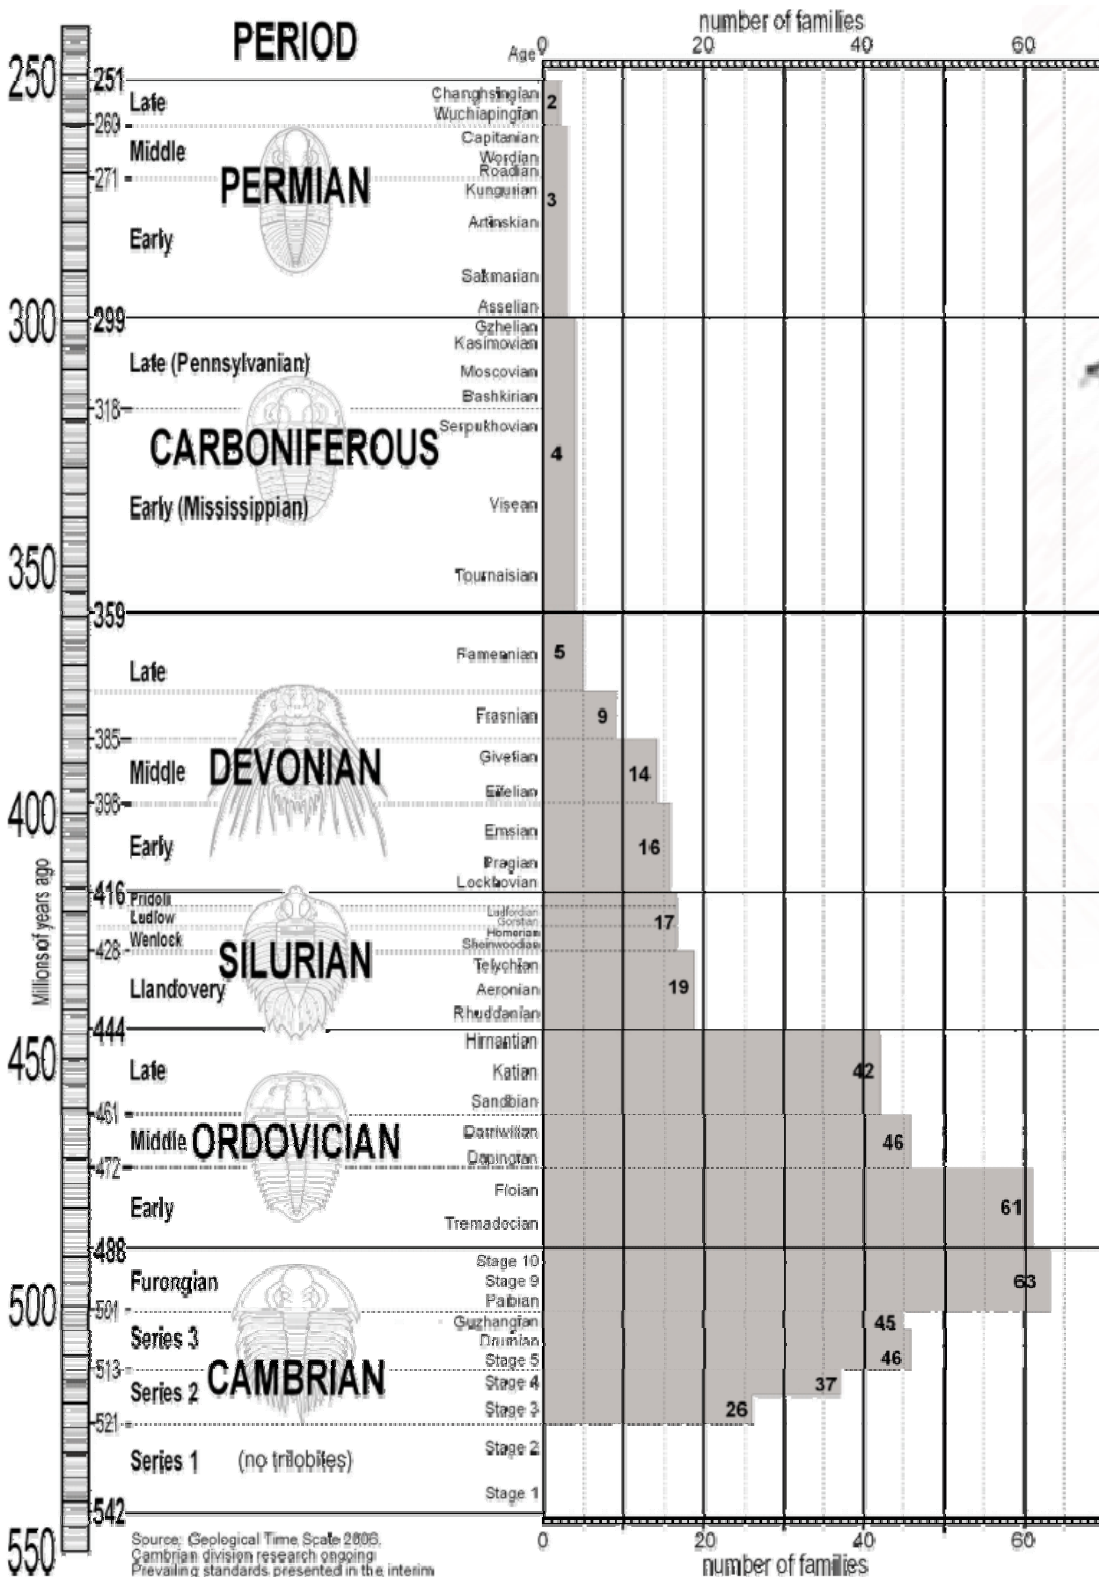 number of families
PERIOD
Age 0 20 40 60
250
251
Late
Changhsingian
Wuchiapingian
2
260
Middle
Capitanian
Wordian
Roadian
271
PERMIAN
Kungurian
3
Early
Artinskian
Sakmarian
Asselian
300
299
Gzhelian
Kasimovian
Late (Pennsylvanian)
Moscovian
Bashkirian
318
Serpukhovian
CARBONIFEROUS
4
Early (Mississippian)
Visean
350
Tournaisian
359
Late
Famennian
5
Frasnian
9
385
Givetian
Middle
DEVONIAN
14
Eifelian
398
400
Emsian
Early
16
Pragian
Lochkovian
416
Pridoli
Ludlow
Ludfordian
Gorstian
17
Wenlock
Homerian
Sheinwoodian
428
SILURIAN
Telychian
Llandovery
Aeronian
19
Rhuddanian
444
Millions of years ago
Hirnantian
450
Late
Katian
42
Sandbian
461
Middle
ORDOVICIAN
Darriwilian
46
Dapingian
472
Floian
Early
61
Tremadocian
488
Stage 10
Furongian
Stage 9
63
Paibian
500
501
Guzhangian
45
Series 3
Drumian
Stage 5
46
513
CAMBRIAN
Stage 4
37
Series 2
Stage 3
26
521
Stage 2
Series 1 (no trilobites)
Stage 1
542
550
0 20 40 60
number of families
Source: Geological Time Scale
Cambrian division research ongoing
Prevailing standards presented in the interim